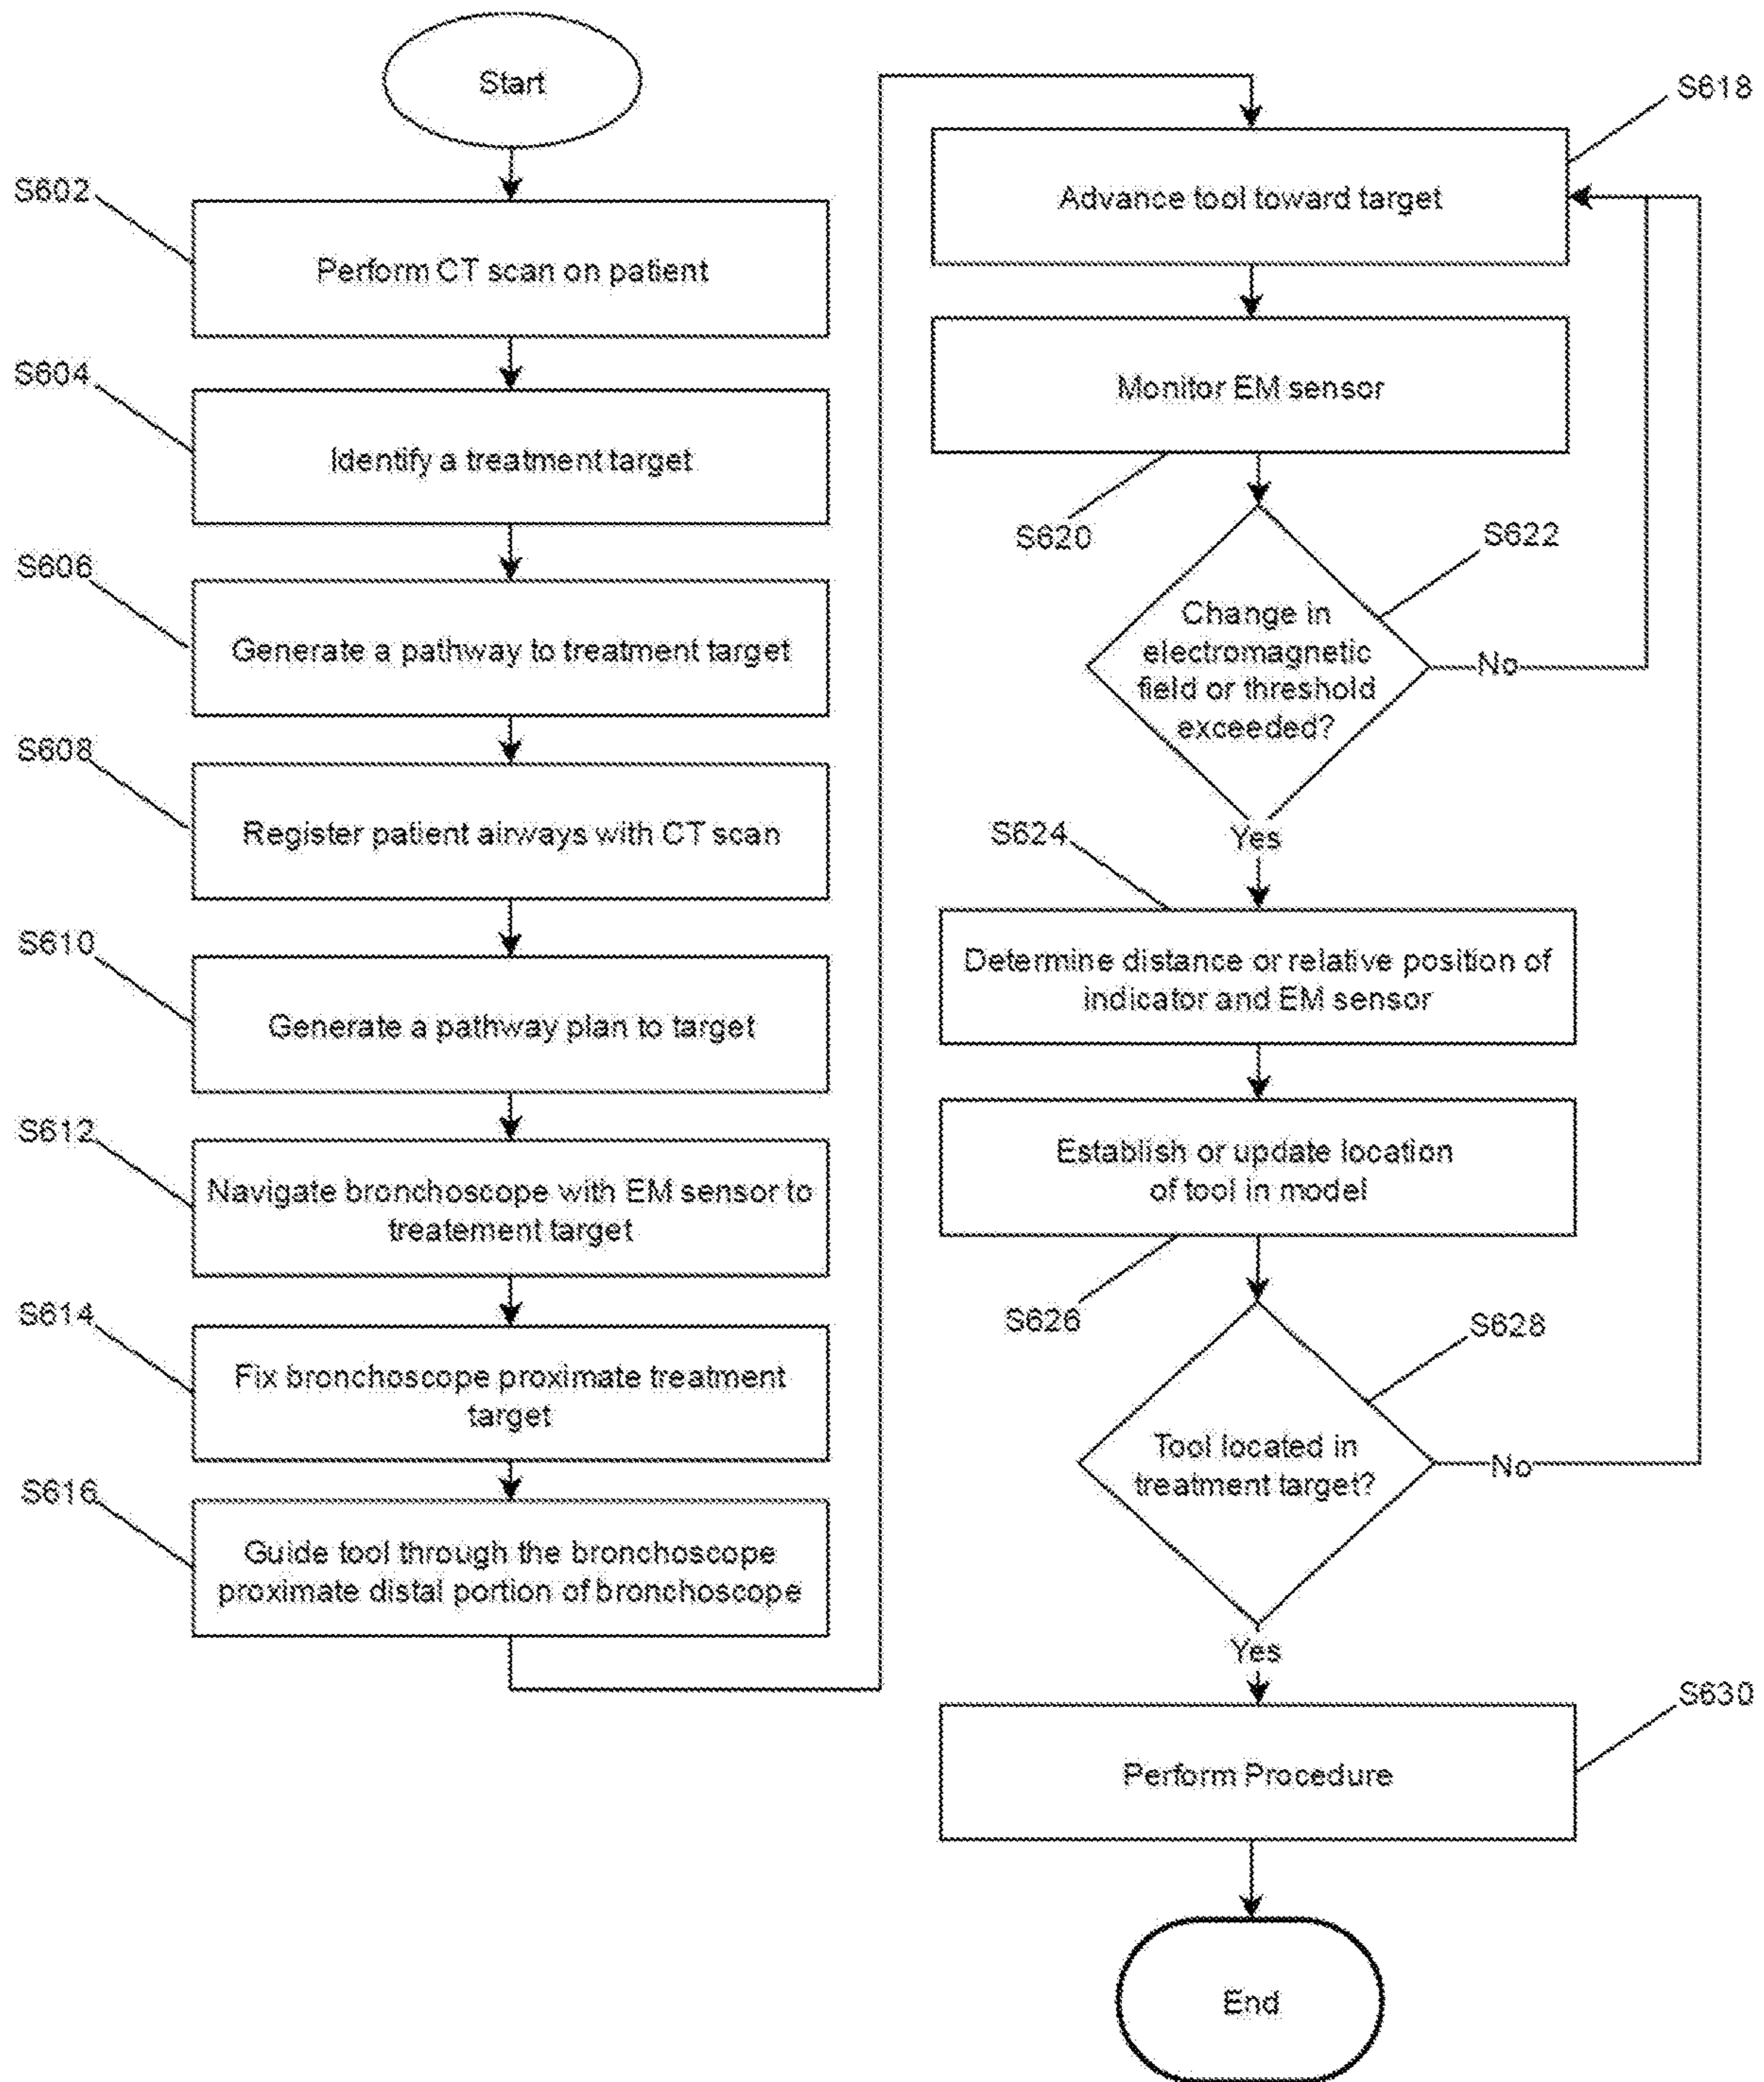 Start
S602
Perform CT scan on patient
S604
Identify a treatment target
S606
Generate a pathway to treatment target
S608
Register patient airways with CT scan
S610
Generate a pathway plan to target
S612
Navigate bronchoscope with EM sensor to
treatement target
S614
Fix bronchoscope proximate treatment
target
S616
Guide tool through the bronchoscope
proximate distal portion of bronchoscope
S618
Advance tool toward target
Monitor EM sensor
S620
S622
Change in
electromagnetic
field or threshold
exceeded?
No
Yes
S624
Determine distance or relative position of
indicator and EM sensor
Establish or update location
of tool in model
S626
S628
Tool located in
treatment target?
No
Yes
S630
Perform Procedure
End